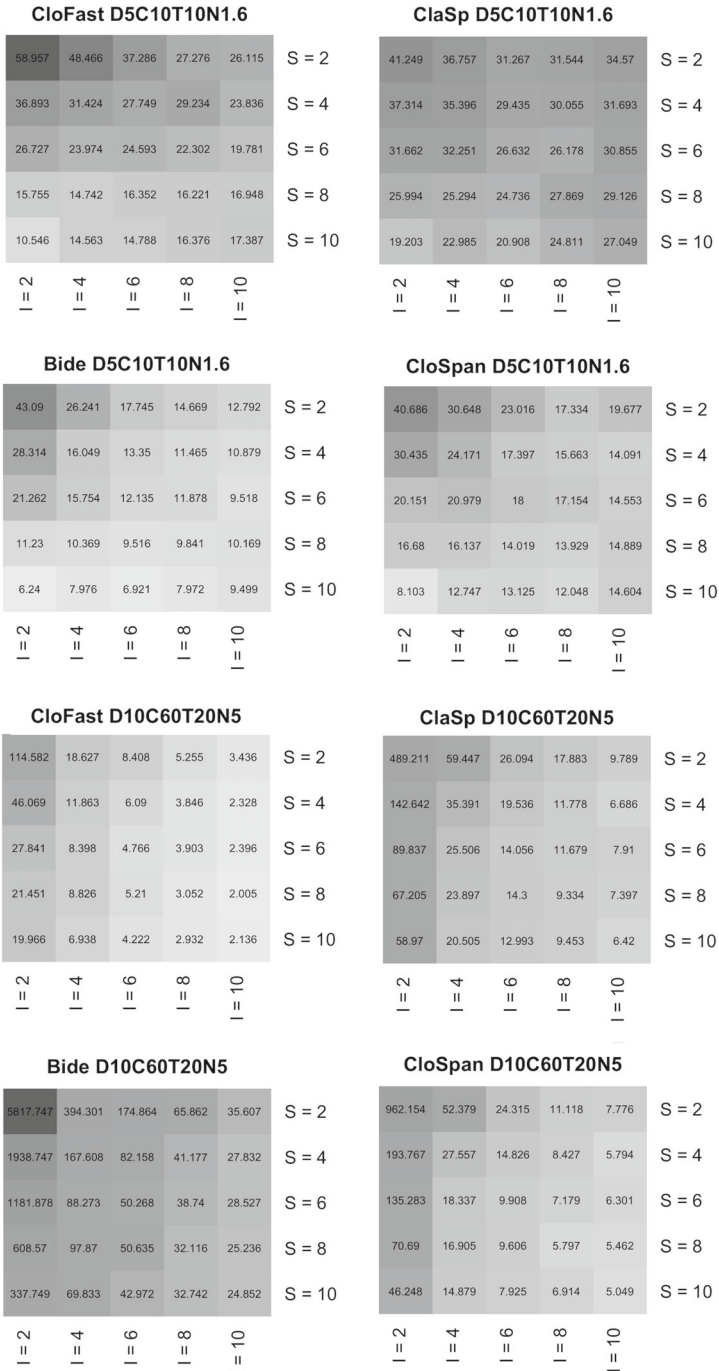 CloFast D5C10T10N1.6
58.957 48.466 37.286 27.276 26.115 S = 2
36.893 31.424 27.749 29.234 23.836 S = 4
26.727 23.974 24.593 22.302 19.781 S = 6
15.755 14.742 16.352 16.221 16.948 S = 8
10.546 14.563 14.788 16.376 17.387 S = 10
I = 2 I = 4 I = 6 I = 8 I = 10
ClaSp D5C10T10N1.6
41.249 36.757 31.267 31.544 34.57 S = 2
37.314 35.396 29.435 30.055 31.693 S = 4
31.662 32.251 26.632 26.178 30.855 S = 6
25.994 25.294 24.736 27.869 29.126 S = 8
19.203 22.985 20.908 24.811 27.049 S = 10
I = 2 I = 4 I = 6 I = 8 I = 10
Bide D5C10T10N1.6
43.09 26.241 17.745 14.669 12.792 S = 2
28.314 16.049 13.35 11.465 10.879 S = 4
21.262 15.754 12.135 11.878 9.518 S = 6
11.23 10.369 9.516 9.841 10.169 S = 8
6.24 7.976 6.921 7.972 9.499 S = 10
I = 2 I = 4 I = 6 I = 8 I = 10
CloSpan D5C10T10N1.6
40.686 30.648 23.016 17.334 19.677 S = 2
30.435 24.171 17.397 15.663 14.091 S = 4
20.151 20.979 18 17.154 14.553 S = 6
16.68 16.137 14.019 13.929 14.889 S = 8
8.103 12.747 13.125 12.048 14.604 S = 10
I = 2 I = 4 I = 6 I = 8 I = 10
CloFast D10C60T20N5
114.582 18.627 8.408 5.255 3.436 S = 2
46.069 11.863 6.09 3.846 2.328 S = 4
27.841 8.398 4.766 3.903 2.396 S = 6
21.451 8.826 5.21 3.052 2.005 S = 8
19.966 6.938 4.222 2.932 2.136 S = 10
I = 2 I = 4 I = 6 I = 8 I = 10
ClaSp D10C60T20N5
489.211 59.447 26.094 17.883 9.789 S = 2
142.642 35.391 19.536 11.778 6.686 S = 4
89.837 25.506 14.056 11.679 7.91 S = 6
67.205 23.897 14.3 9.334 7.397 S = 8
58.97 20.505 12.993 9.453 6.42 S = 10
I = 2 I = 4 I = 6 I = 8 I = 10
Bide D10C60T20N5
5817.747 394.301 174.864 65.862 35.607 S = 2
1938.747 167.608 82.158 41.177 27.832 S = 4
1181.878 88.273 50.268 38.74 28.527 S = 6
608.57 97.87 50.635 32.116 25.236 S = 8
337.749 69.833 42.972 32.742 24.852 S = 10
I = 2 I = 4 I = 6 I = 8 = 10
CloSpan D10C60T20N5
962.154 52.379 24.315 11.118 7.776 S = 2
193.767 27.557 14.826 8.427 5.794 S = 4
135.283 18.337 9.908 7.179 6.301 S = 6
70.69 16.905 9.606 5.797 5.462 S = 8
46.248 14.879 7.925 6.914 5.049 S = 10
I = 2 I = 4 I = 6 I = 8 I = 10